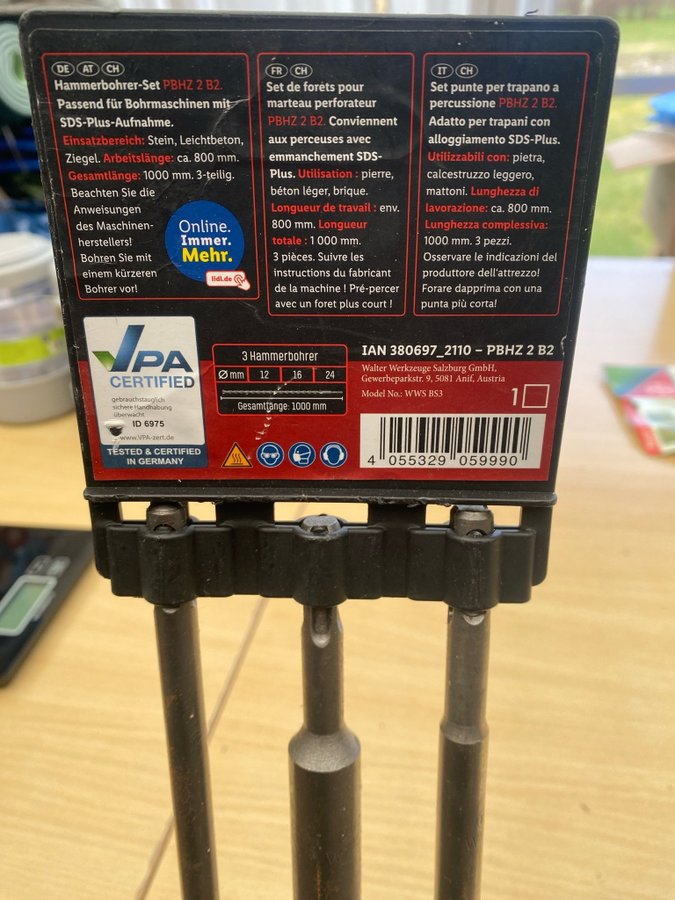 DE AT CH
Hammerbohrer-Set PBHZ 2 B2.
Passend für Bohrmaschinen mit
SDS-Plus-Aufnahme.
Einsatzbereich: Stein, Leichtbeton,
Ziegel. Arbeitslänge: ca. 800 mm.
Gesamtlänge: 1000 mm. 3-teilig.
Beachten Sie die
Anweisungen
des Maschinen-
herstellers!
Bohren Sie mit
einem kürzeren
Bohrer vor!
Online.
Immer.
Mehr.
lidl.de
FR CH
Set de forets pour
marteau perforateur
PBHZ 2 B2. Conviennent
aux perceuses avec
emmanchement SDS-
Plus. Utilisation : pierre,
béton léger, brique.
Longueur de travail : env.
800 mm. Longueur
totale : 1 000 mm.
3 pièces. Suivre les
instructions du fabricant
de la machine ! Pré-percer
avec un foret plus court !
IT CH
Set punte per trapano a
percussione PBHZ 2 B2.
Adatto per trapani con
alloggiamento SDS-Plus.
Utilizzabili con: pietra,
calcestruzzo leggero,
mattoni. Lunghezza di
lavorazione: ca. 800 mm.
Lunghezza complessiva:
1000 mm. 3 pezzi.
Osservare le indicazioni del
produttore dell'attrezzo!
Forare dapprima con una
punta più corta!
VPA
CERTIFIED
gebrauchstauglich
sichere Handhabung
überwacht
ID 6975
www.VPA-zert.de
TESTED & CERTIFIED
IN GERMANY
3 Hammerbohrer
Ø mm 12 16 24
Gesamtlänge: 1000 mm
IAN 380697_2110 – PBHZ 2 B2
Walter Werkzeuge Salzburg GmbH,
Gewerbeparkstr. 9, 5081 Anif, Austria
Model No.: WWS BS3
1
4 055329 059990